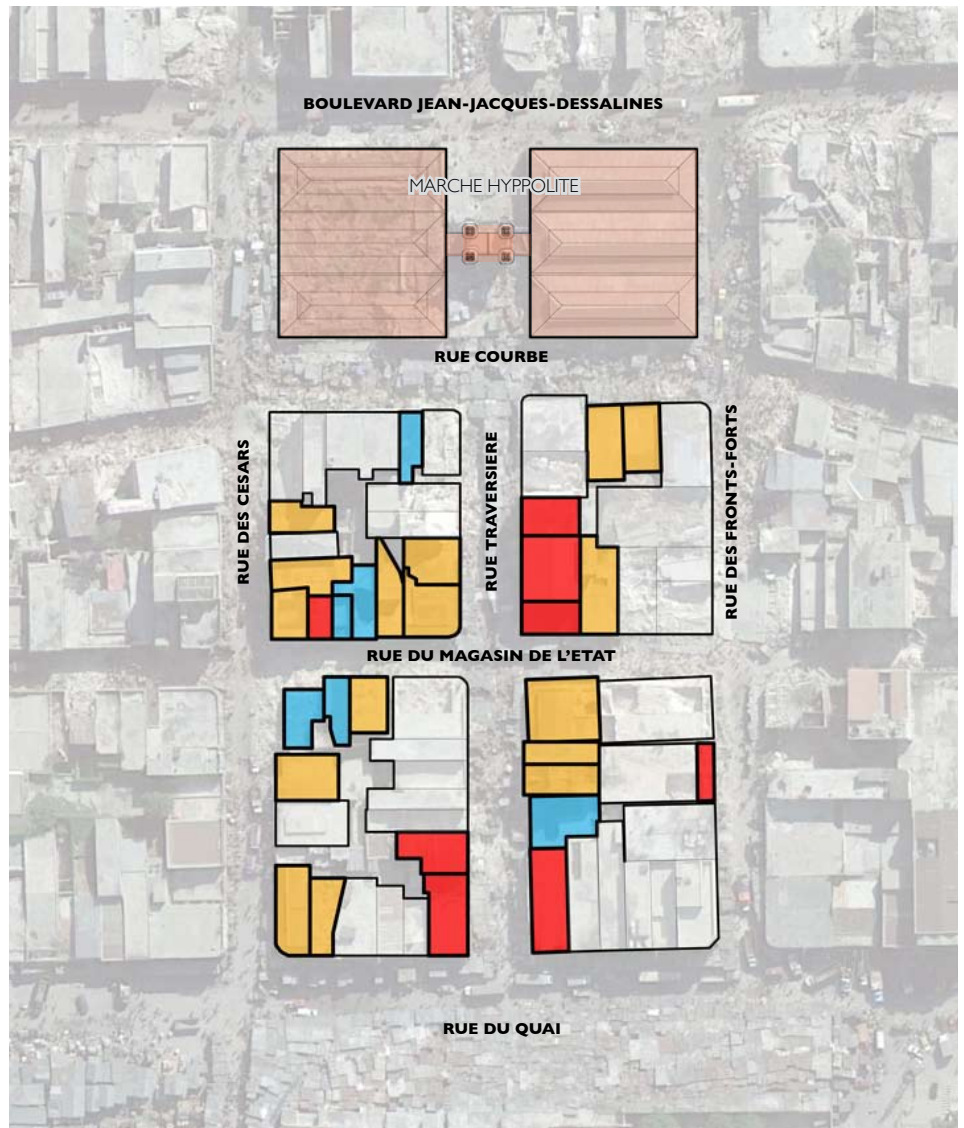 BOULEVARD JEAN-JACQUES-DESSALINES
MARCHE HYPPOLITE
RUE COURBE
RUE DES CESARS
RUE TRAVERSIERE
RUE DES FRONTS-FORTS
RUE DU MAGASIN DE L'ETAT
RUE DU QUAI